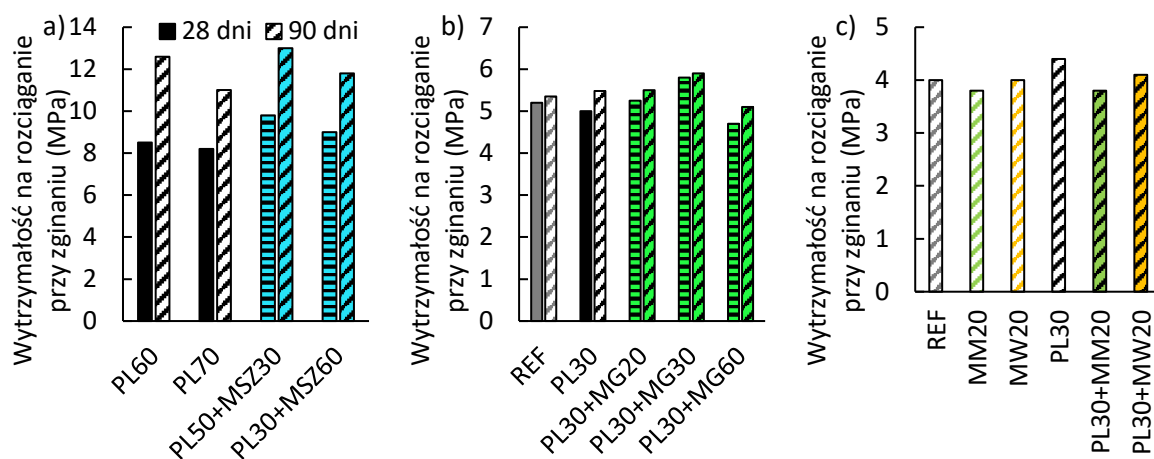 a)
28 dni
90 dni
Wytrzymałość na rozciąganie
przy zginaniu (MPa)
14
12
10
8
6
4
2
0
PL60
PL70
PL50+MSZ30
PL30+MSZ60
b)
Wytrzymałość na rozciąganie
przy zginaniu (MPa)
7
6
5
4
3
2
1
0
REF
PL30
PL30+MG20
PL30+MG30
PL30+MG60
c)
Wytrzymałość na rozciąganie
przy zginaniu (MPa)
5
4
3
2
1
0
REF
MM20
MW20
PL30
PL30+MM20
PL30+MW20